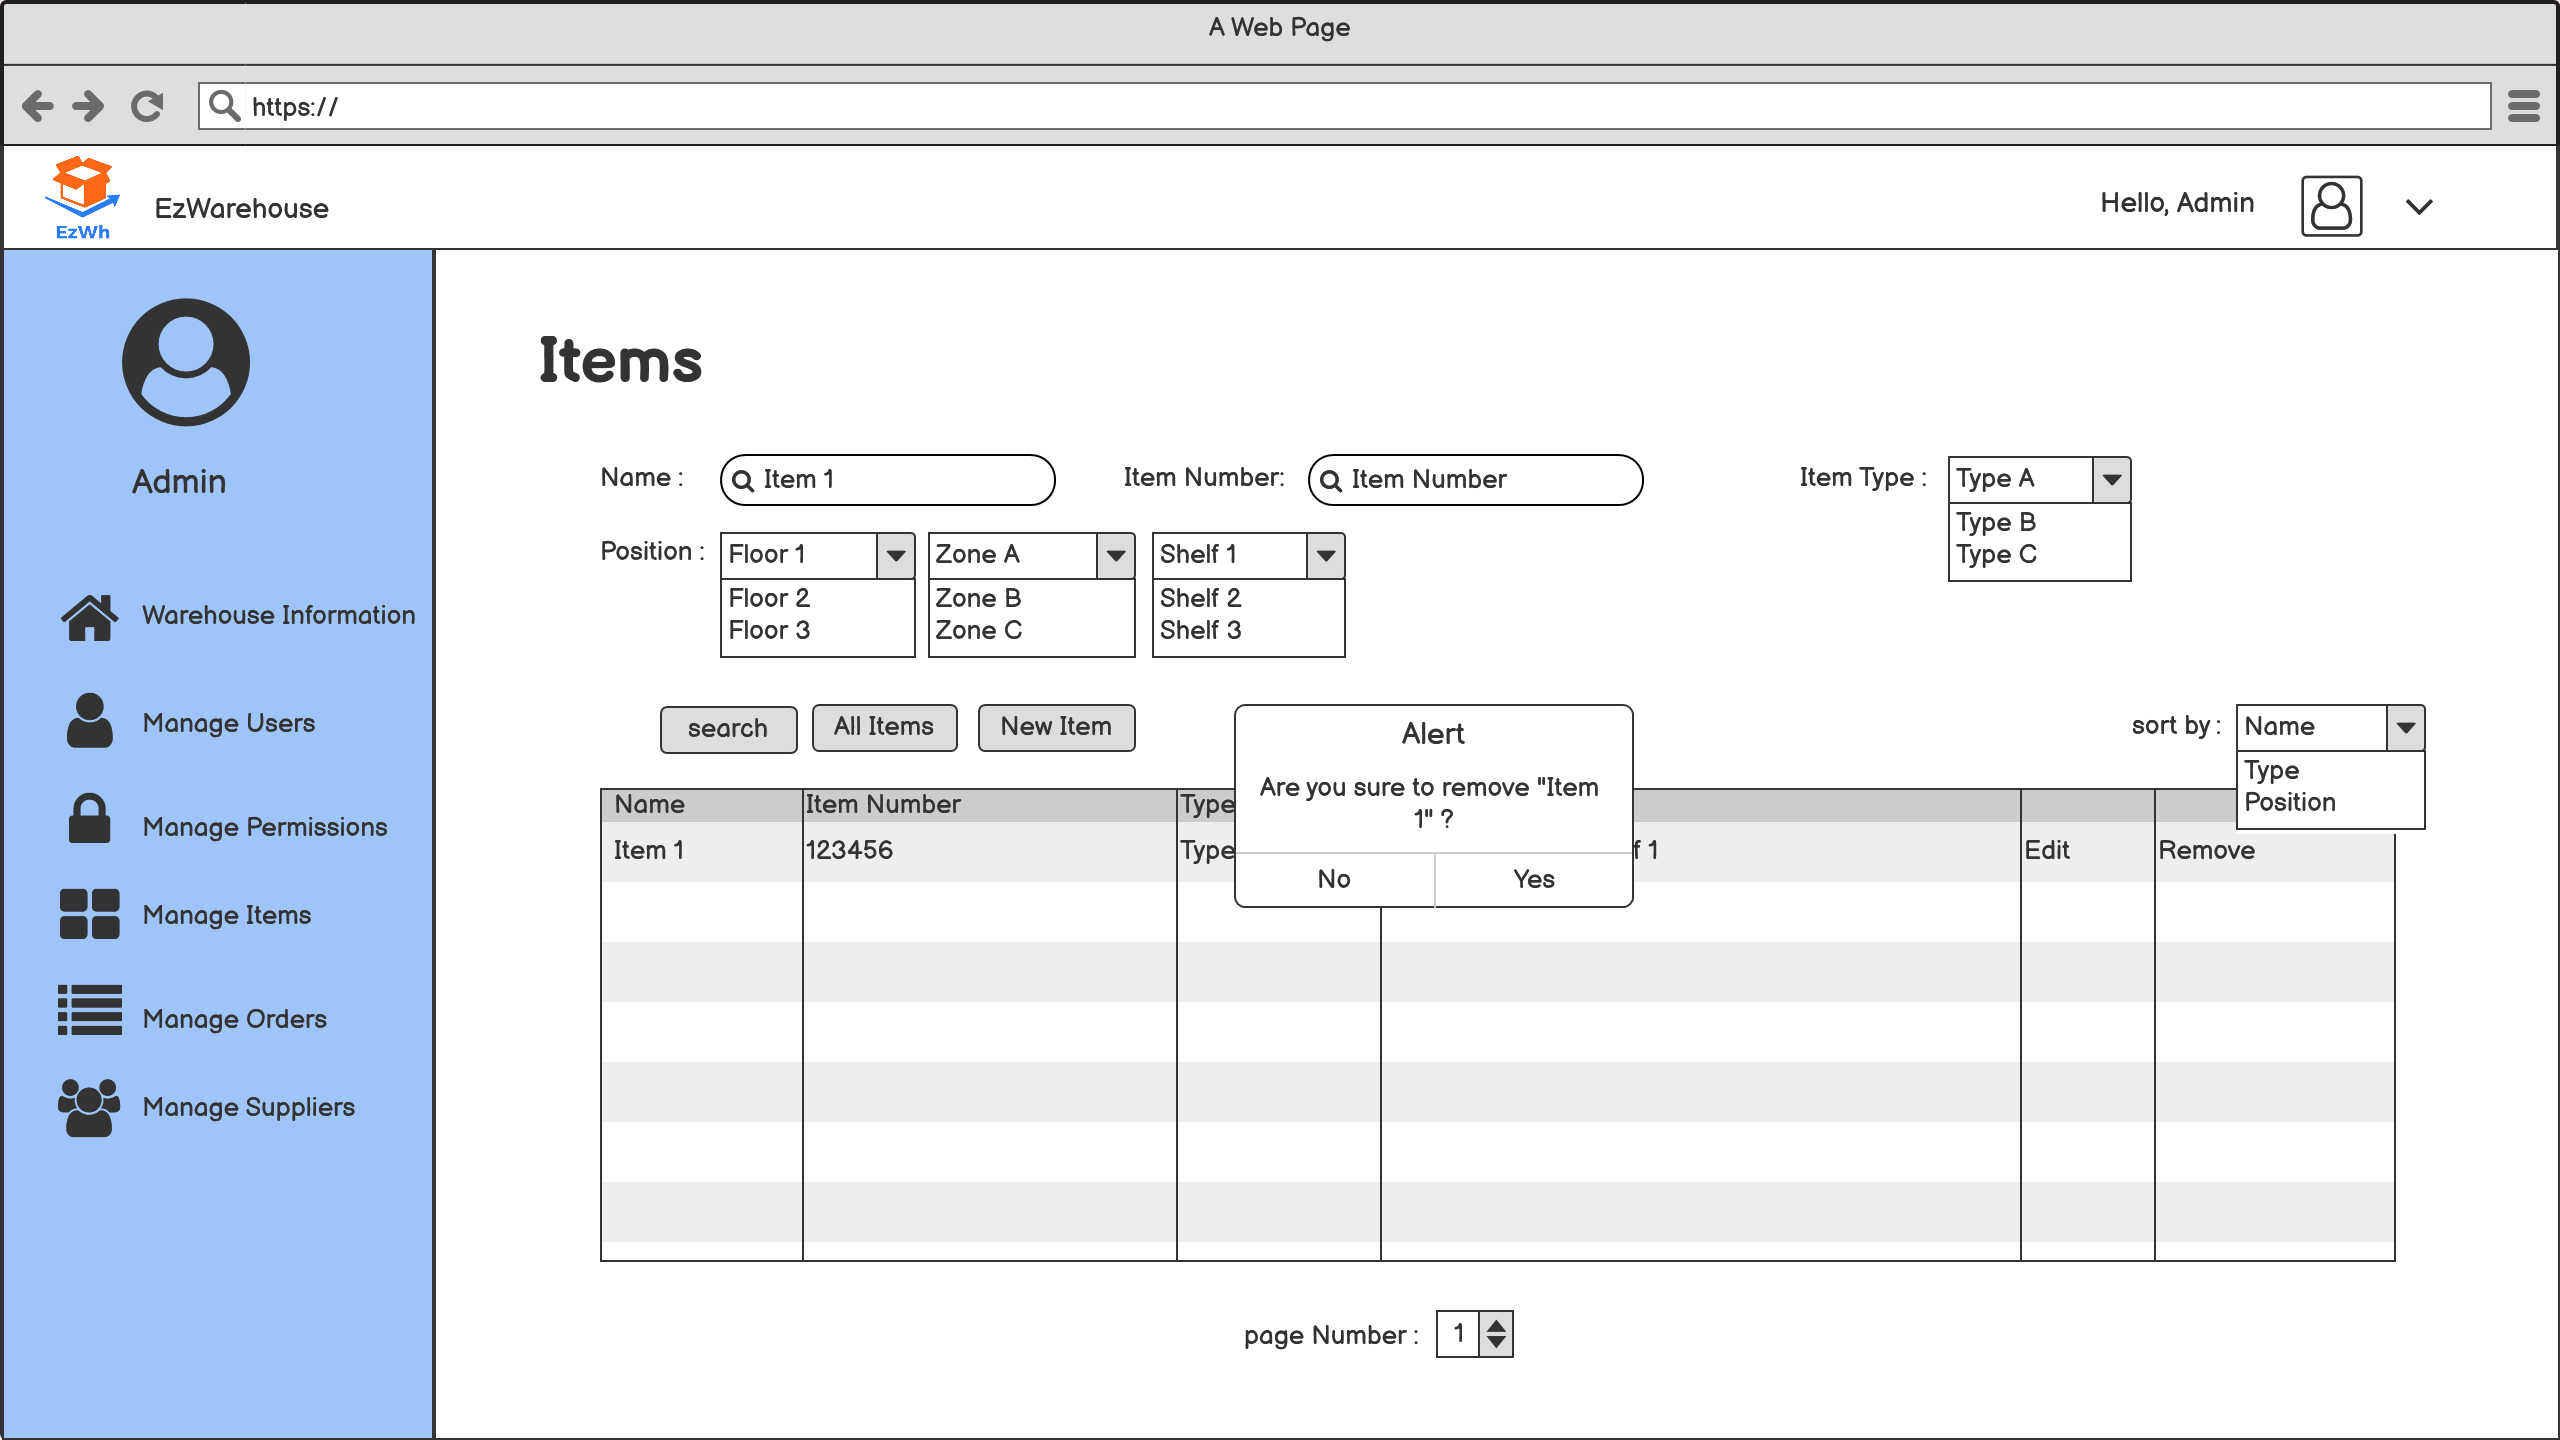 A Web Page
https://
EzWh
EzWarehouse
Hello, Admin
Admin
Warehouse Information
Manage Users
Manage Permissions
Manage Items
Manage Orders
Manage Suppliers
Items
Name : Item 1 Item Number: Item Number Item Type : Type A
Type B
Type C
Position : Floor 1 Zone A Shelf 1
Floor 2 Zone B Shelf 2
Floor 3 Zone C Shelf 3
search All Items New Item
sort by : Name
Type
Position
Alert
Are you sure to remove "Item
1" ?
No Yes
Name Item Number Type
Item 1 123456 Type f 1 Edit Remove
page Number : 1